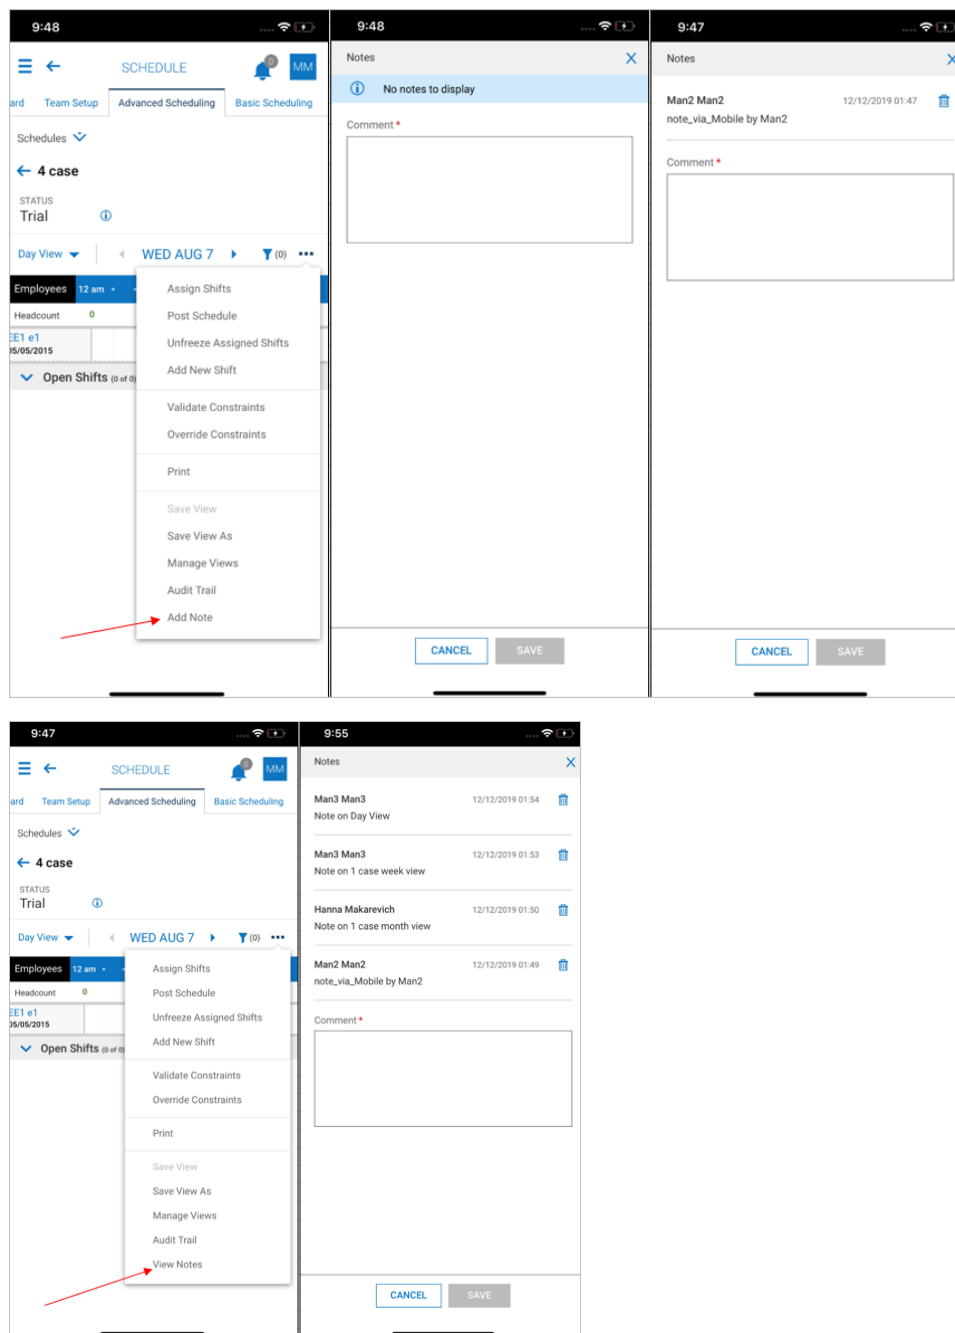 9:48
SCHEDULE
0
MM
ard Team Setup Advanced Scheduling Basic Scheduling
Schedules
4 case
STATUS
Trial
Day View WED AUG 7 (0)
Employees 12 am
Headcount 0
EE1 e1
05/05/2015
Open Shifts (0 of 0)
Assign Shifts
Post Schedule
Unfreeze Assigned Shifts
Add New Shift
Validate Constraints
Override Constraints
Print
Save View
Save View As
Manage Views
Audit Trail
Add Note
9:48
Notes
No notes to display
Comment *
CANCEL SAVE
9:47
Notes
Man2 Man2 12/12/2019 01:47
note_via_Mobile by Man2
Comment *
CANCEL SAVE
9:47
SCHEDULE
0
MM
ard Team Setup Advanced Scheduling Basic Scheduling
Schedules
4 case
STATUS
Trial
Day View WED AUG 7 (0)
Employees 12 am
Headcount 0
EE1 e1
05/05/2015
Open Shifts (0 of 0)
Assign Shifts
Post Schedule
Unfreeze Assigned Shifts
Add New Shift
Validate Constraints
Override Constraints
Print
Save View
Save View As
Manage Views
Audit Trail
View Notes
9:55
Notes
Man3 Man3 12/12/2019 01:54
Note on Day View
Man3 Man3 12/12/2019 01:53
Note on 1 case week view
Hanna Makarevich 12/12/2019 01:50
Note on 1 case month view
Man2 Man2 12/12/2019 01:49
note_via_Mobile by Man2
Comment *
CANCEL SAVE